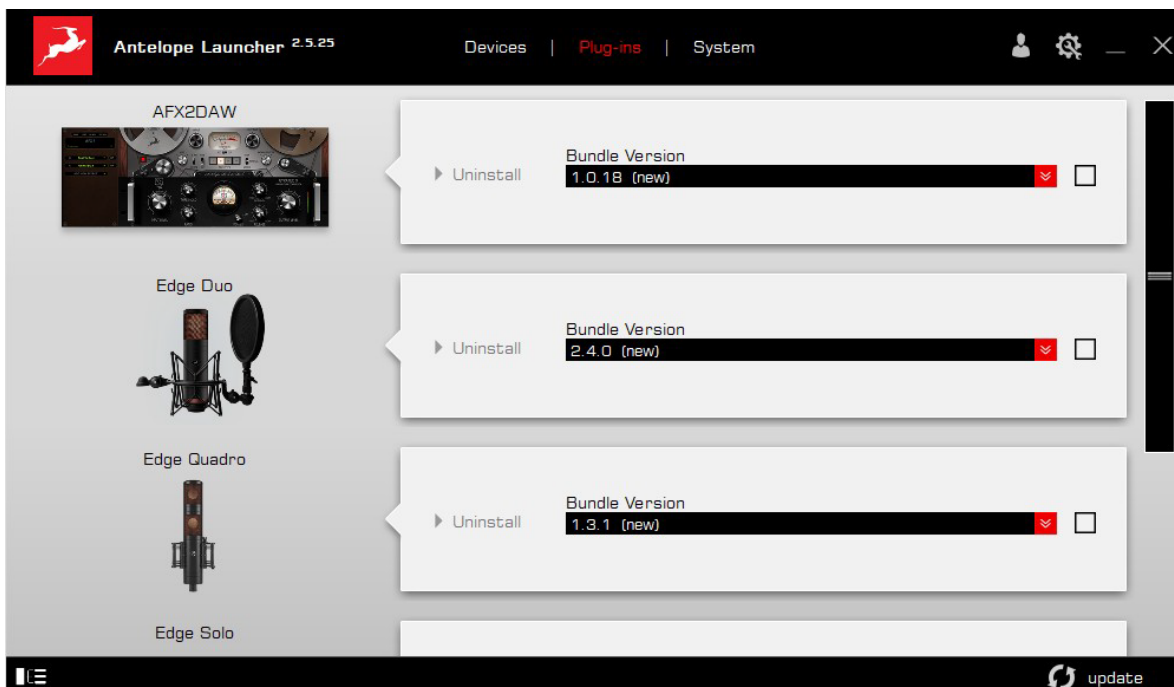 Antelope Launcher 2.5.25
Devices | Plug-ins | System
AFX2DAW
Uninstall
Bundle Version
1.0.18 (new)
Edge Duo
Uninstall
Bundle Version
2.4.0 (new)
Edge Quadro
Uninstall
Bundle Version
1.3.1 (new)
Edge Solo
update